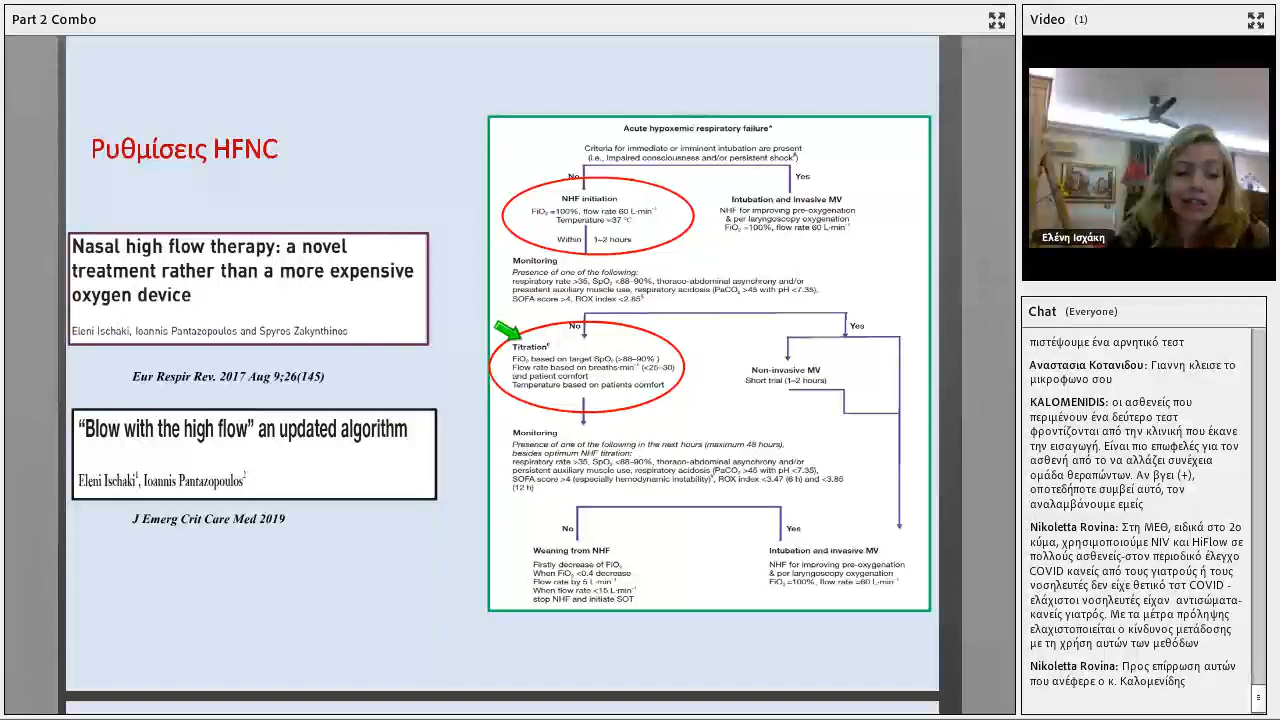 Part 2 Combo
Ρυθμίσεις HFNC
Nasal high flow therapy: a novel
treatment rather than a more expensive
oxygen device
Eleni Ischaki, Ioannis Pantazopoulos and Spyros Zakynthinos
Eur Respir Rev. 2017 Aug 9;26(145)
“Blow with the high flow” an updated algorithm
Eleni Ischaki¹, Ioannis Pantazopoulos²
J Emerg Crit Care Med 2019
Acute hypoxemic respiratory failure*
Criteria for immediate or imminent intubation are present
(i.e., Impaired consciousness and/or persistent shock#)
No
Yes
NHF initiation
FiO₂ =100%, flow rate 60 L·min⁻¹
Temperature =37 °C
Within 1–2 hours
Intubation and invasive MV
NHF for improving pre-oxygenation
& per laryngoscopy oxygenation
FiO₂ =100%, flow rate 60 L·min⁻¹
Monitoring
Presence of one of the following:
respiratory rate >35, SpO₂ <88–90%, thoraco-abdominal asynchrony and/or
persistent auxiliary muscle use, respiratory acidosis (PaCO₂ >45 with pH <7.35),
SOFA score >4, ROX index <2.85
No
Yes
Titration
FiO₂ based on target SpO₂ (>88–90% )
Flow rate based on breaths·min⁻¹ (<25–30)
and patient comfort
Temperature based on patients comfort
Non-invasive MV
Short trial (1–2 hours)
Monitoring
Presence of one of the following in the next hours (maximum 48 hours),
besides optimum NHF titration:
respiratory rate >35, SpO₂ <88–90%, thoraco-abdominal asynchrony and/or
persistent auxiliary muscle use, respiratory acidosis (PaCO₂ >45 with pH <7.35),
SOFA score >4 (especially hemodynamic instability), ROX index <3.47 (6 h) and <3.85
(12 h)
No
Yes
Weaning from NHF
Firstly decrease of FiO₂
When FiO₂ <0.4 decrease
Flow rate by 5 L·min⁻¹
When flow rate <15 L·min⁻¹
stop NHF and initiate SOT
Intubation and invasive MV
NHF for improving pre-oxygenation
& per laryngoscopy oxygenation
FiO₂ =100%, flow rate =60 L·min⁻¹
Video (1)
Ελένη Ισχάκη
Chat (Everyone)
πιστέψουμε ένα αρνητικό τεστ
Αναστασια Κοτανιδου: Γιαννη κλεισε το
μικροφωνο σου
KALOMENIDIS: οι ασθενείς που
περιμένουν ένα δεύτερο τεστ
φροντίζονται από την κλινική που έκανε
την εισαγωγή. Είναι πιο επωφελές για τον
ασθενή από το να αλλάζει συνέχεια
ομάδα θεραπώντων. Αν βγει (+),
οποτεδήποτε συμβεί αυτό, τον
αναλαμβάνουμε εμείς
Nikoletta Rovina: Στη ΜΕΘ, ειδικά στο 2ο
κύμα, χρησιμοποιούμε NIV και HiFlow σε
πολλούς ασθενείς-στον περιοδικό έλεγχο
COVID κανείς από τους γιατρούς ή τους
νοσηλευτές δεν είχε θετικό τστ COVID -
ελάχιστοι νοσηλευτές είχαν αντισώματα-
κανείς γιατρός. Με τα μέτρα πρόληψης
ελαχιστοποιείται ο κίνδυνος μετάδοσης
με τη χρήση αυτών των μεθόδων
Nikoletta Rovina: Προς επίρρωση αυτών
που ανέφερε ο κ. Καλομενίδης